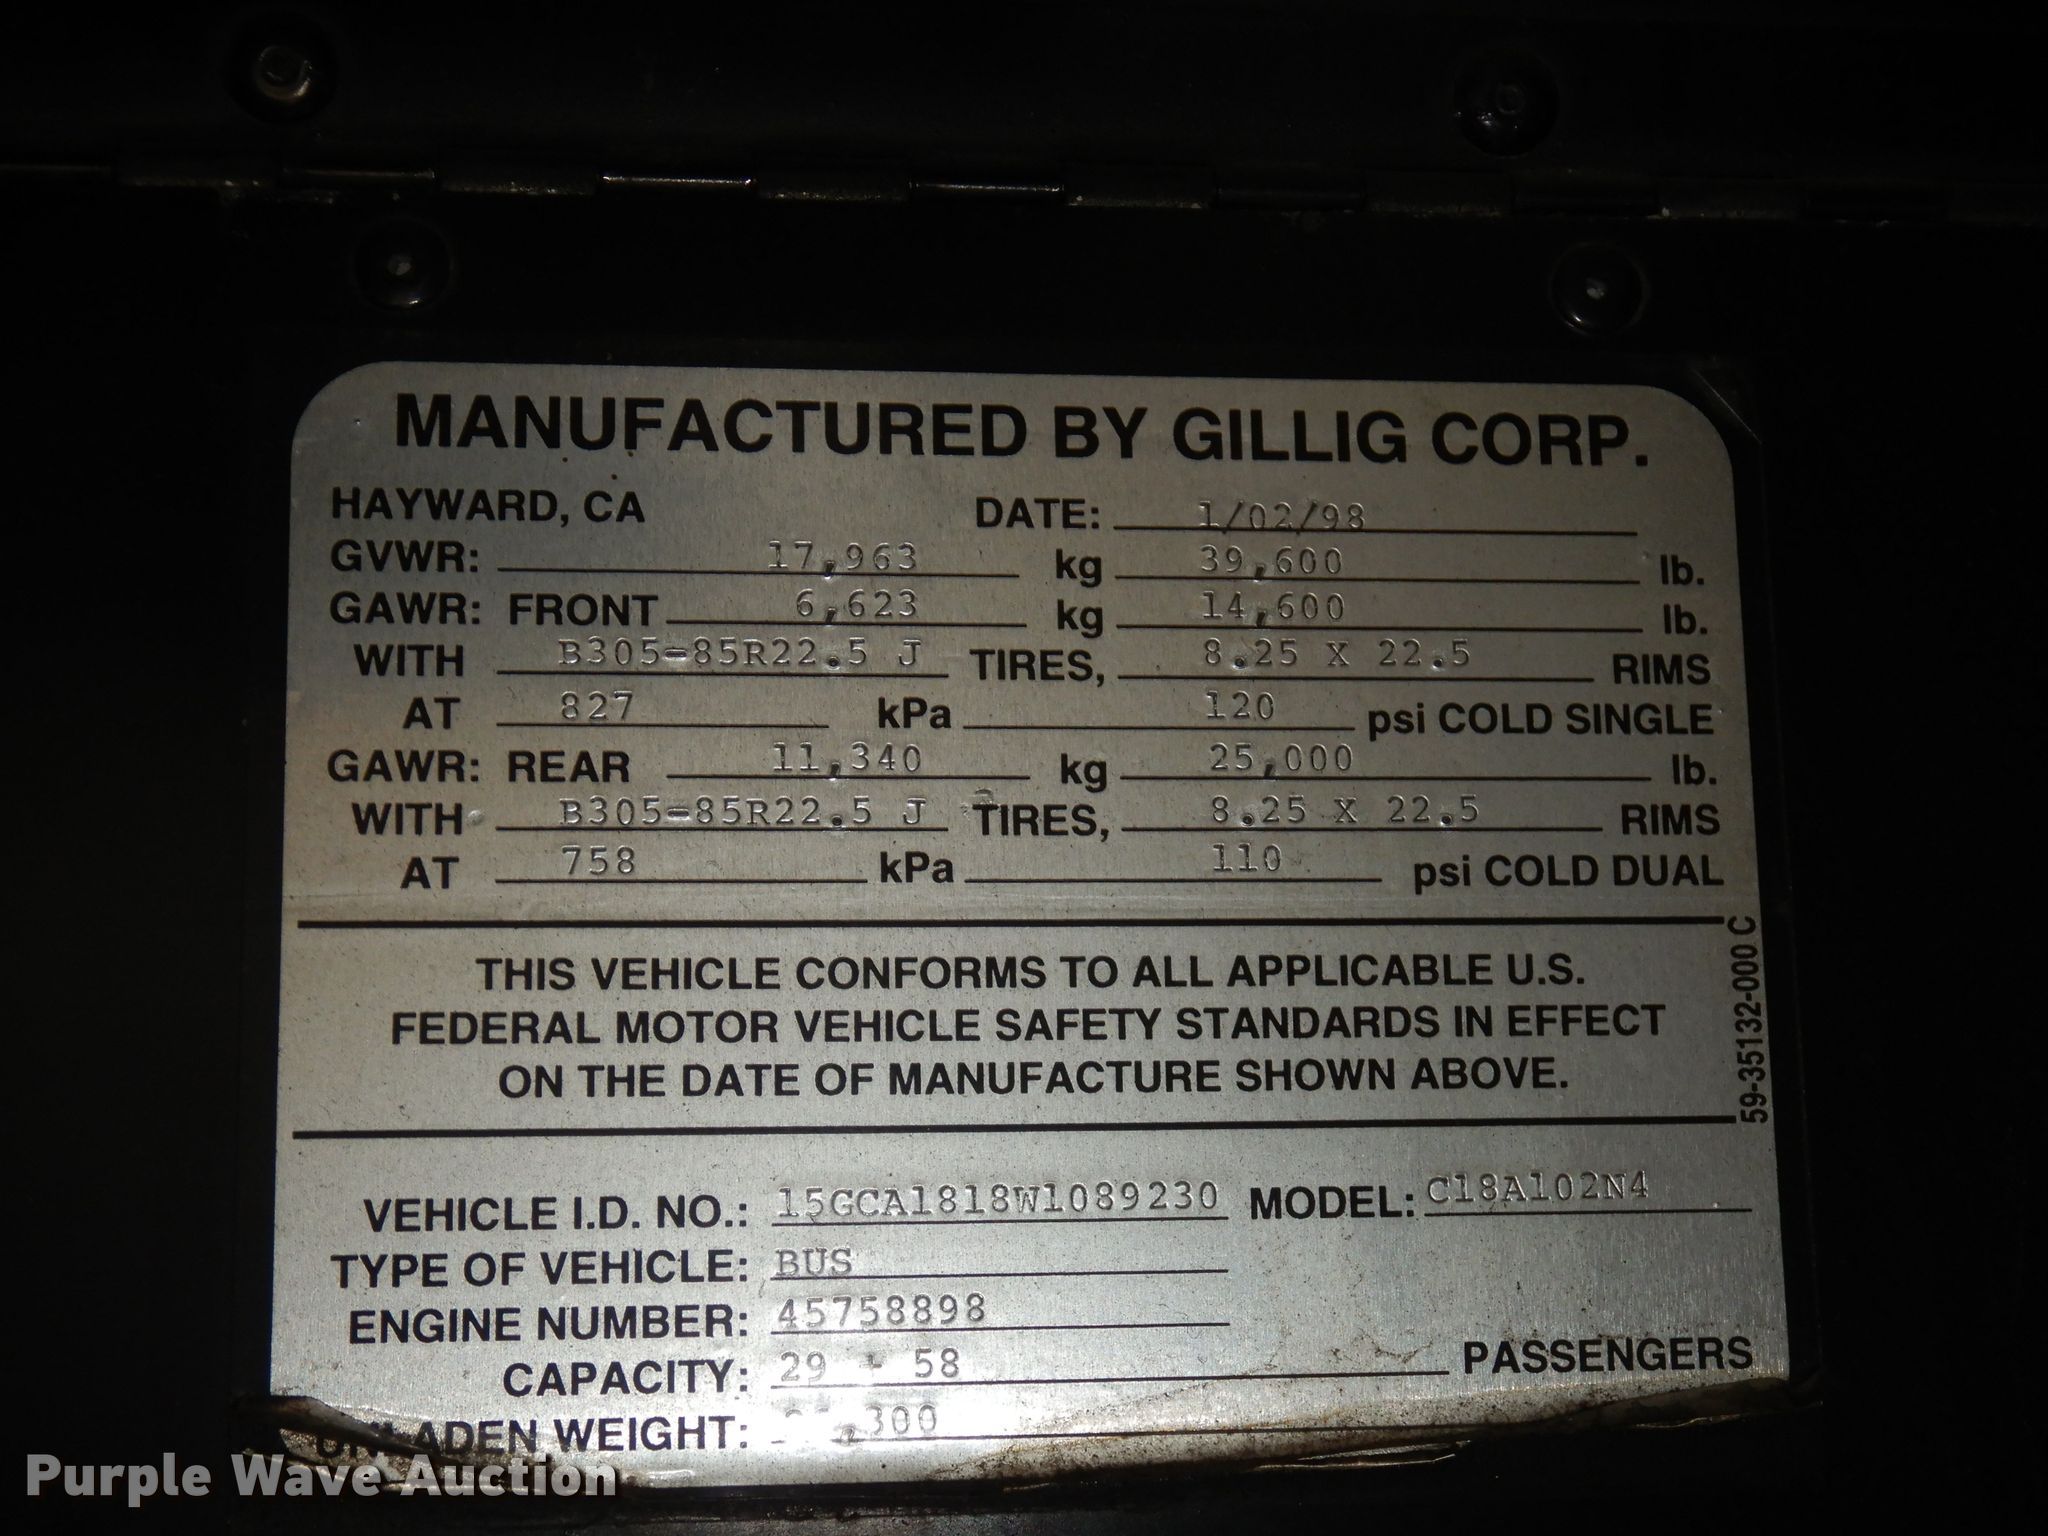 MANUFACTURED BY GILLIG CORP.
HAYWARD, CA DATE: 1/02/98
GVWR: 17,963 kg 39,600 lb.
GAWR: FRONT 6,623 kg 14,600 lb.
WITH B305-85R22.5 J TIRES, 8.25 X 22.5 RIMS
AT 827 kPa 120 psi COLD SINGLE
GAWR: REAR 11,340 kg 25,000 lb.
WITH B305-85R22.5 J TIRES, 8.25 X 22.5 RIMS
AT 758 kPa 110 psi COLD DUAL
THIS VEHICLE CONFORMS TO ALL APPLICABLE U.S.
FEDERAL MOTOR VEHICLE SAFETY STANDARDS IN EFFECT
ON THE DATE OF MANUFACTURE SHOWN ABOVE.
59-35132-000 C
VEHICLE I.D. NO.: 15GCA1818W1089230 MODEL: C18A102N4
TYPE OF VEHICLE: BUS
ENGINE NUMBER: 45758898
CAPACITY: 29 + 58 PASSENGERS
UNLADEN WEIGHT:
Purple Wave Auction